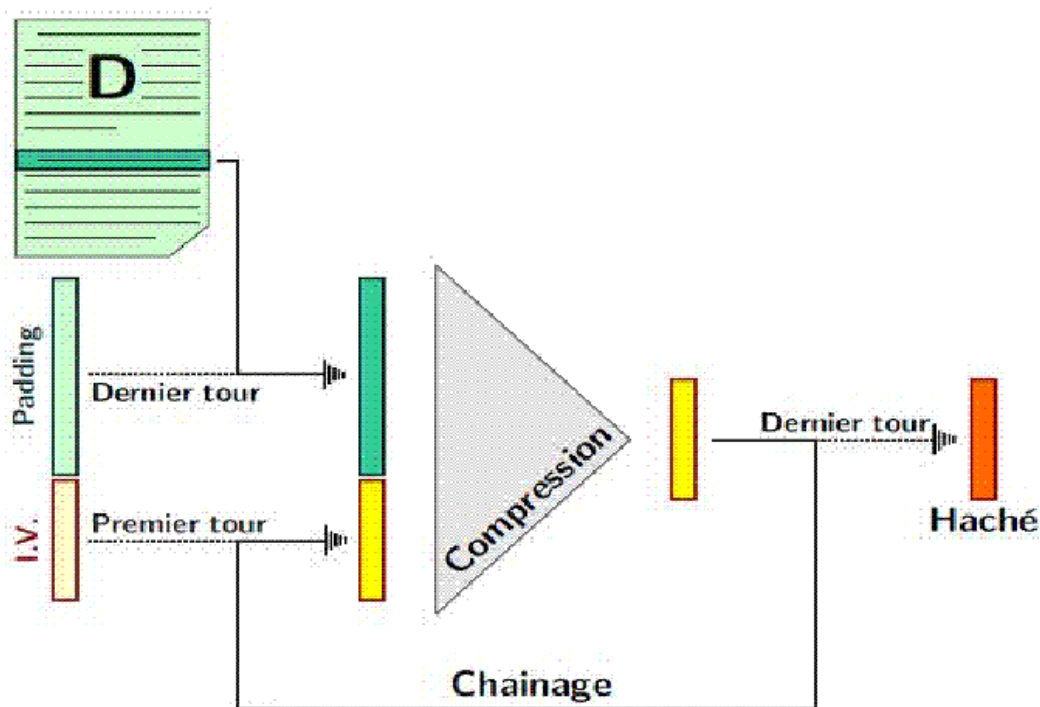 D
Padding
Dernier tour
Dernier tour
Compression
Haché
I.V.
Premier tour
Chainage